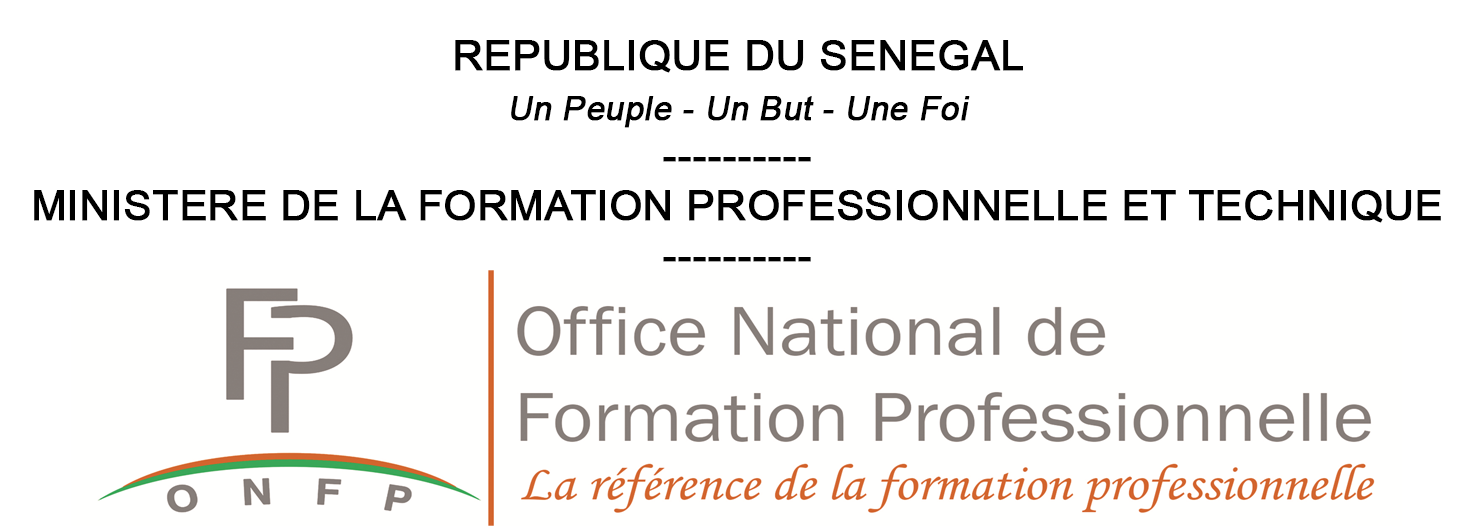 REPUBLIQUE DU SENEGAL
Un Peuple - Un But - Une Foi
----------
MINISTERE DE LA FORMATION PROFESSIONNELLE ET TECHNIQUE
----------
FP
O N F P
Office National de
Formation Professionnelle
La référence de la formation professionnelle